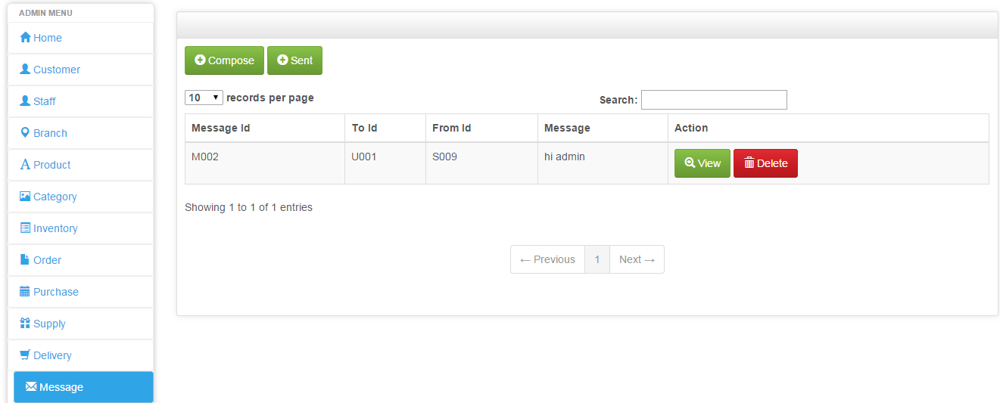 ADMIN MENU
Home
Customer
Staff
Branch
Product
Category
Inventory
Order
Purchase
Supply
Delivery
Message
Compose Sent
10 records per page Search:
Message Id To Id From Id Message Action
M002 U001 S009 hi admin View Delete
Showing 1 to 1 of 1 entries
← Previous 1 Next →